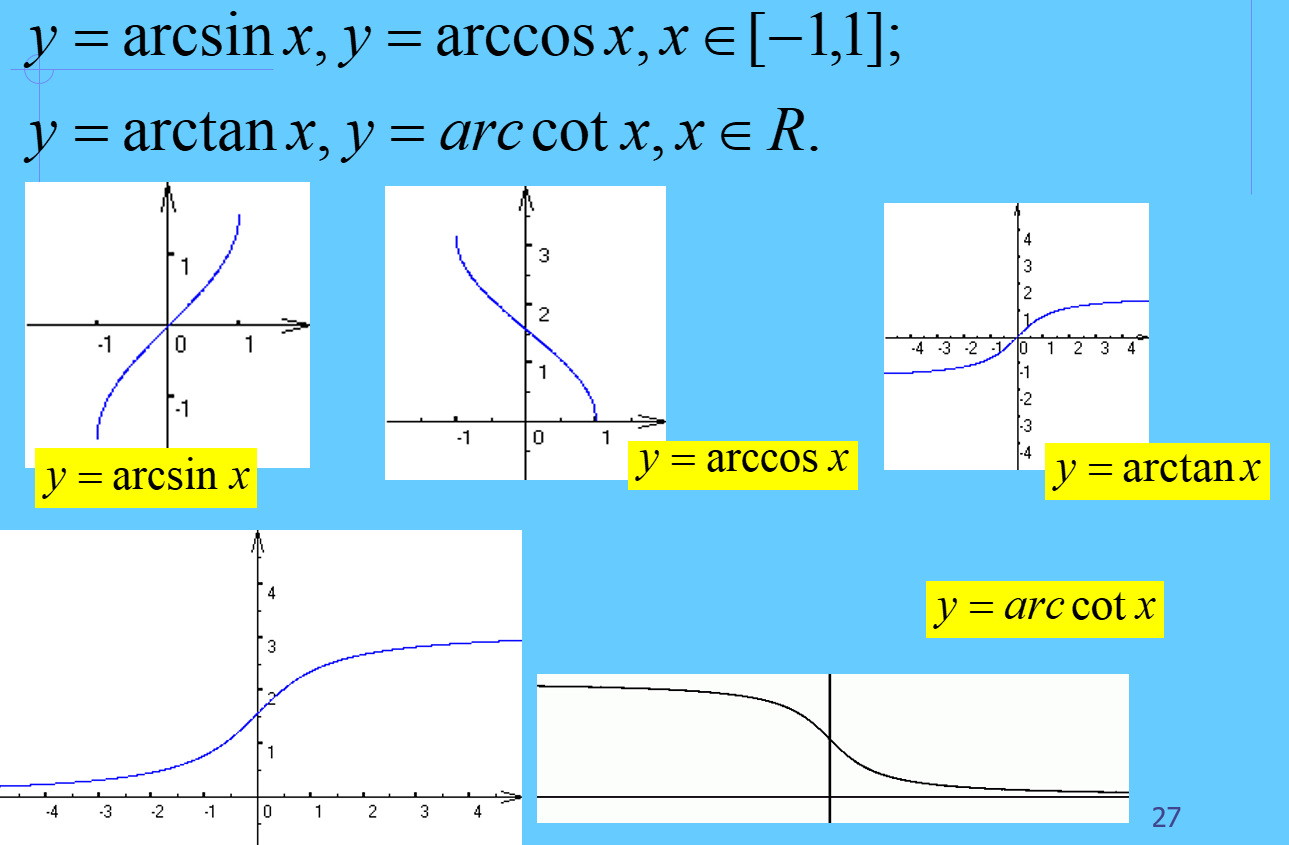 y = arcsin x, y = arccos x, x ∈ [−1,1];
y = arctan x, y = arc cot x, x ∈ R.
1
-1 0 1
-1
y = arcsin x
3
2
1
-1 0 1
y = arccos x
4
3
2
1
-4 -3 -2 -1 0 1 2 3 4
-1
-2
-3
-4
y = arctan x
4
3
2
1
-4 -3 -2 -1 0 1 2 3 4
y = arc cot x
27